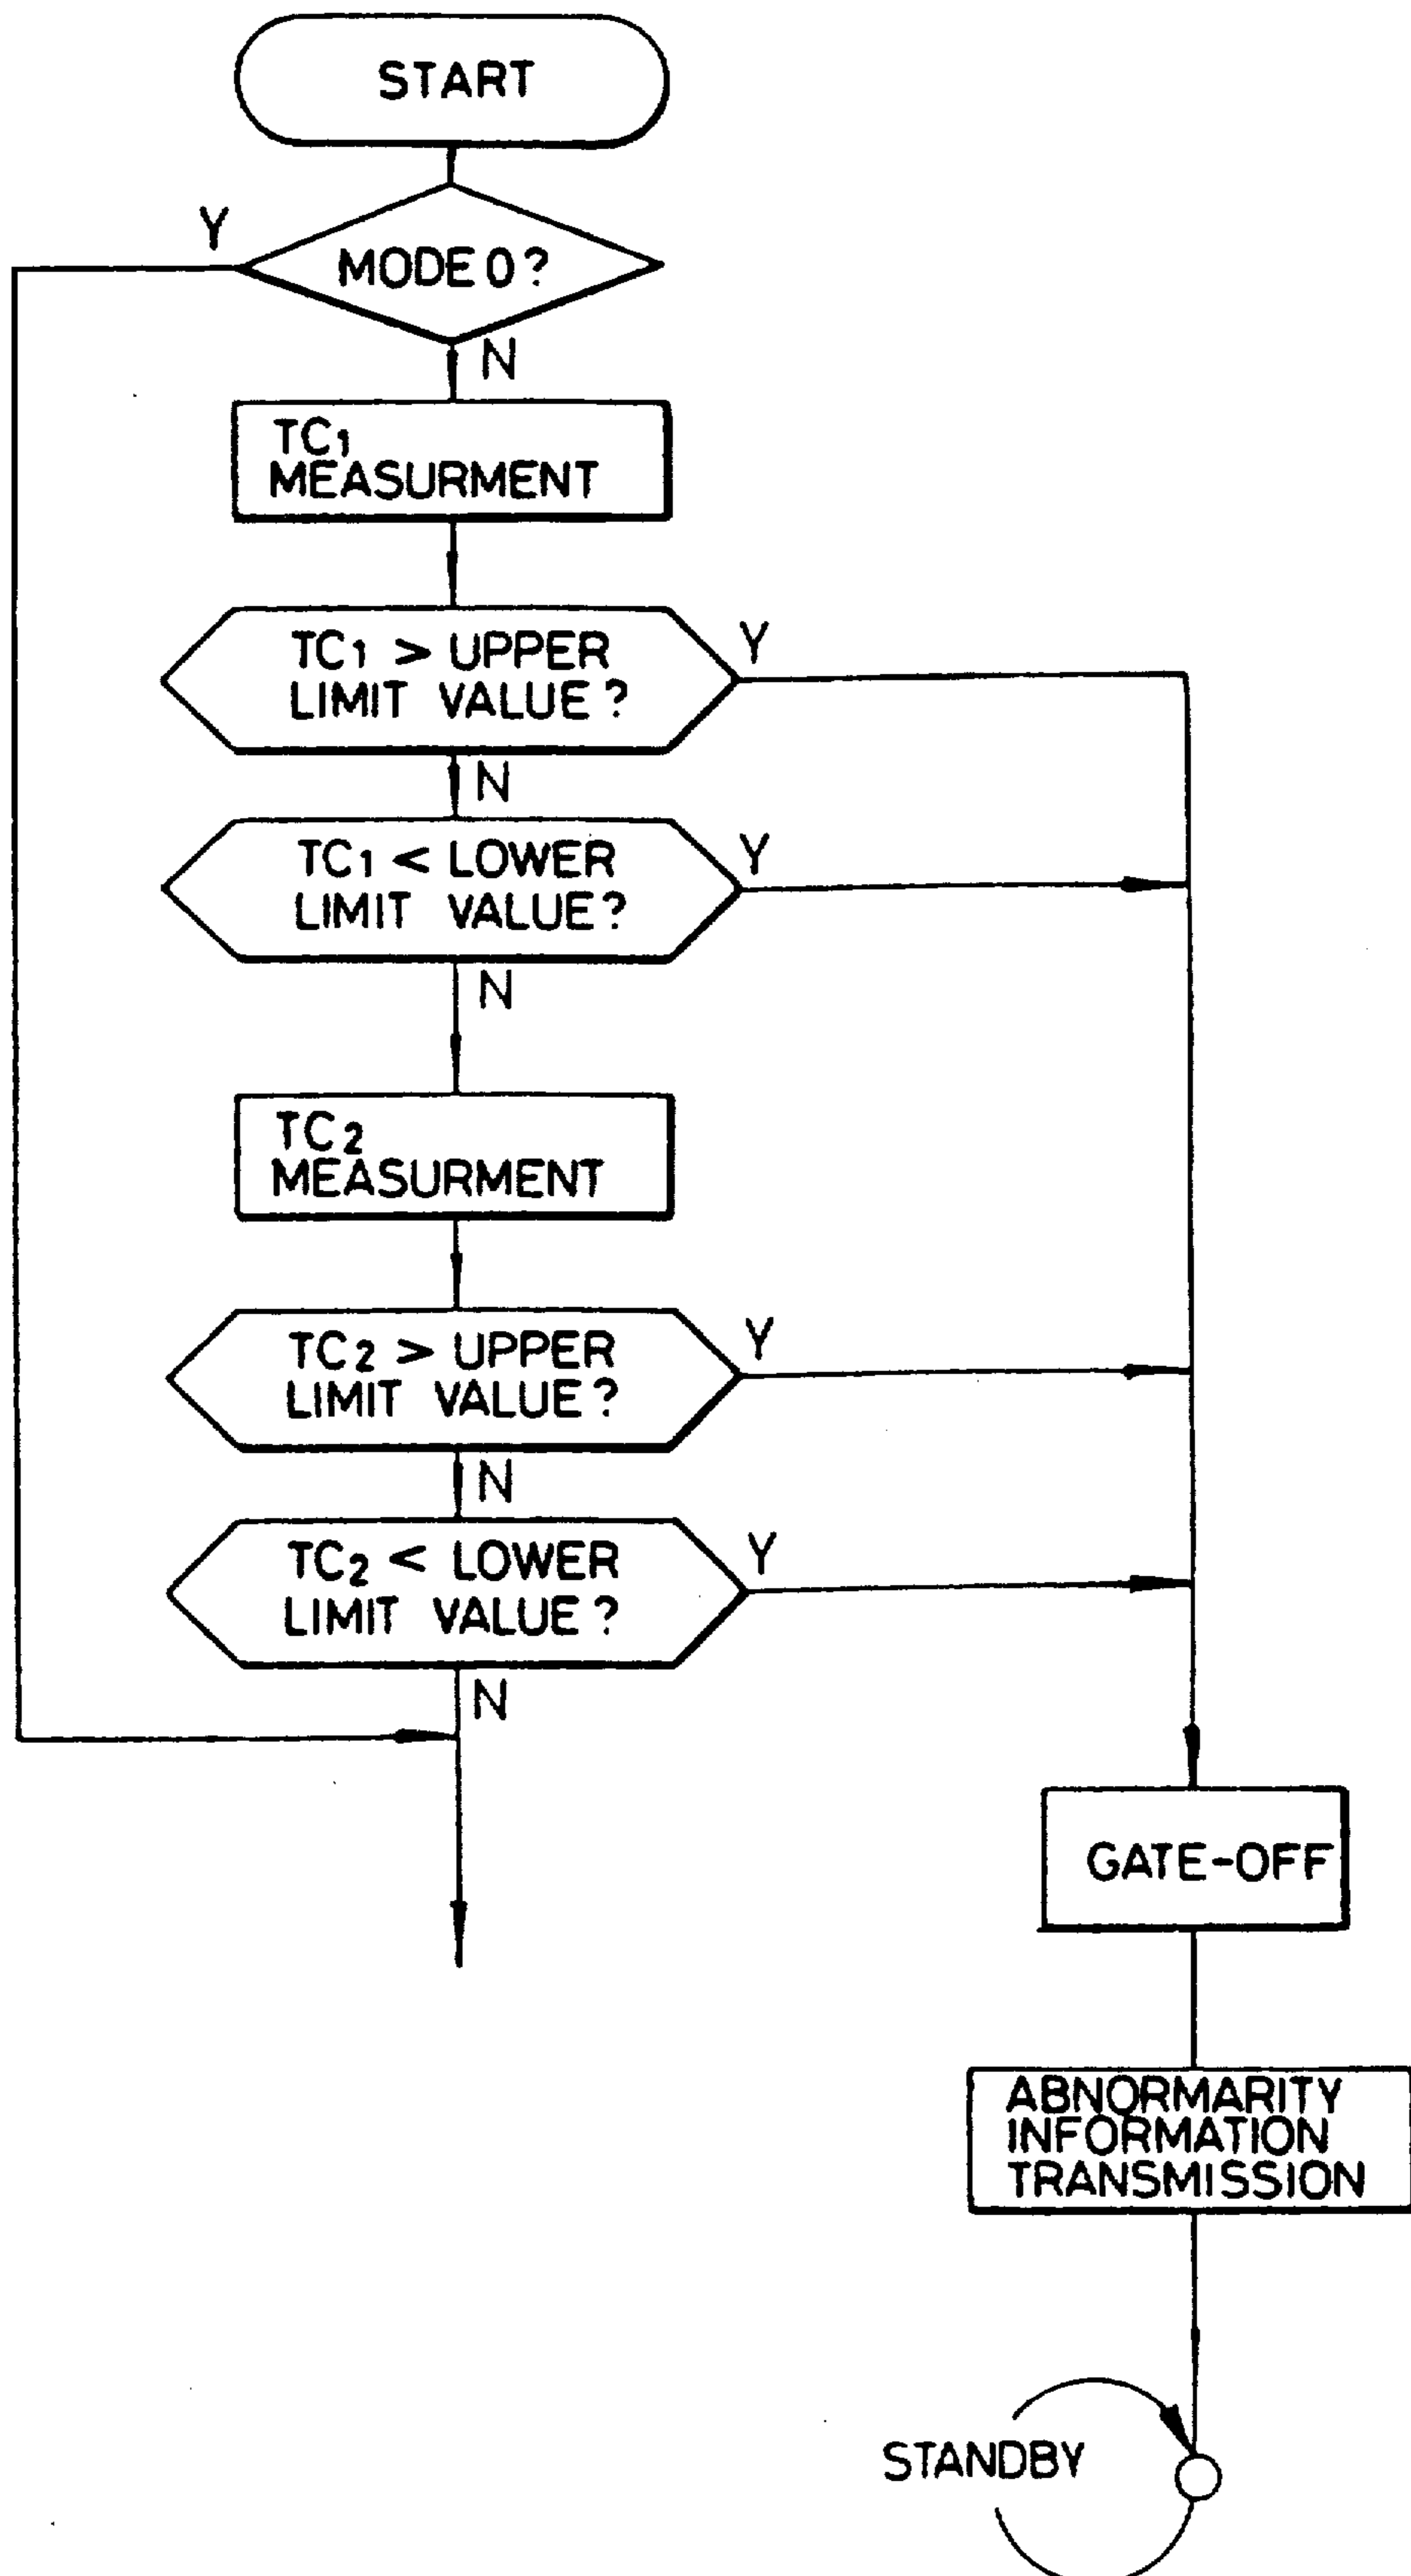 START
Y
MODE 0?
N
TC1
MEASURMENT
TC1 > UPPER
LIMIT VALUE?
Y
N
TC1 < LOWER
LIMIT VALUE?
Y
N
TC2
MEASURMENT
TC2 > UPPER
LIMIT VALUE?
Y
N
TC2 < LOWER
LIMIT VALUE?
Y
N
GATE-OFF
ABNORMARITY
INFORMATION
TRANSMISSION
STANDBY